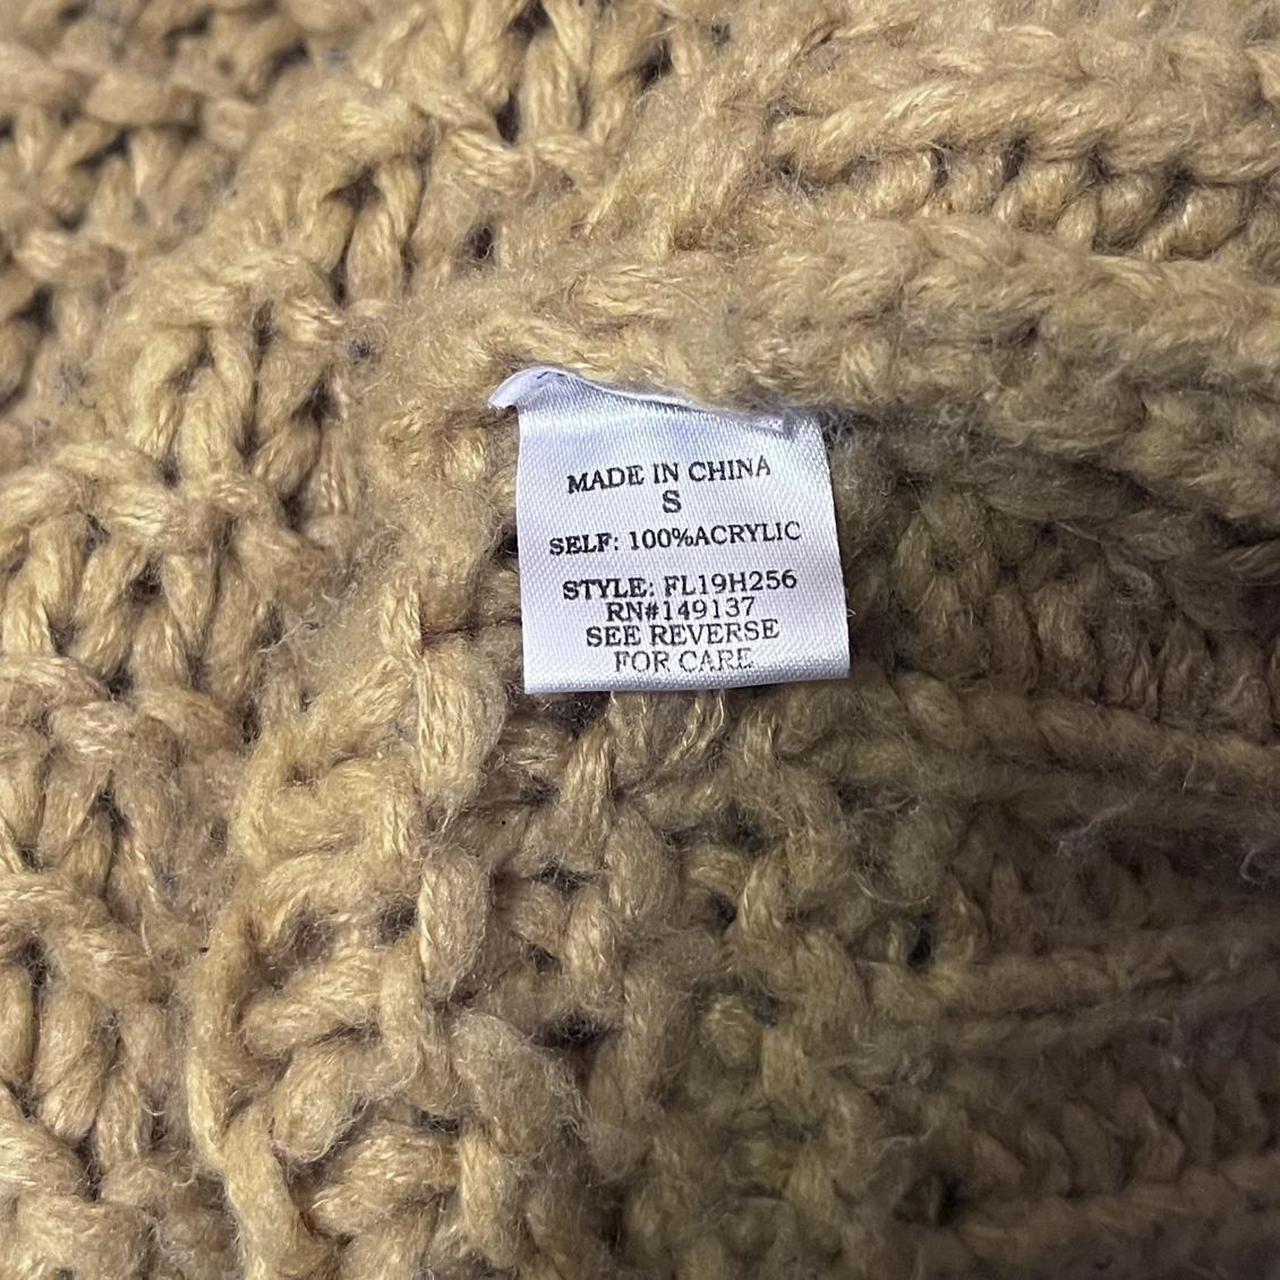 MADE IN CHINA
S
SELF: 100%ACRYLIC
STYLE: FL19H256
RN#149137
SEE REVERSE
FOR CARE